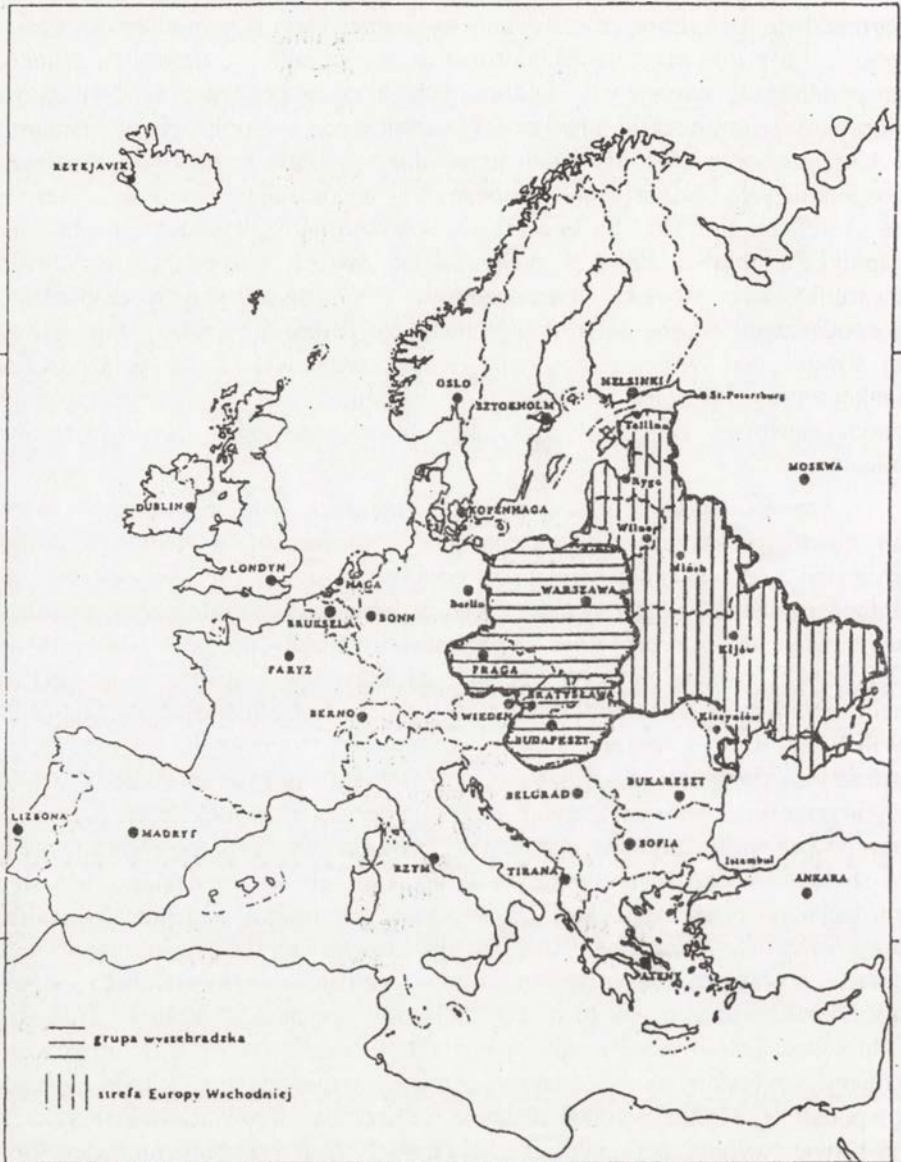 REYKJAVIK
OSLO
SZTOKHOLM
HELSINKI
St. Petersburg
Tallinn
MOSKWA
Ryga
DUBLIN
KOPENHAGA
Wilno
Mińsk
LONDYN
HAGA
Berlin
WARSZAWA
BRUKSELA
BONN
Kijów
PARYŻ
PRAGA
BRATYSŁAWA
BERNO
WIEDEŃ
Kiszyniów
BUDAPESZT
BELGRAD
BUKARESZT
LIZBONA
MADRYT
SOFIA
RZYM
TIRANA
Istambul
ANKARA
ATENY
grupa wyszehradzka
strefa Europy Wschodniej